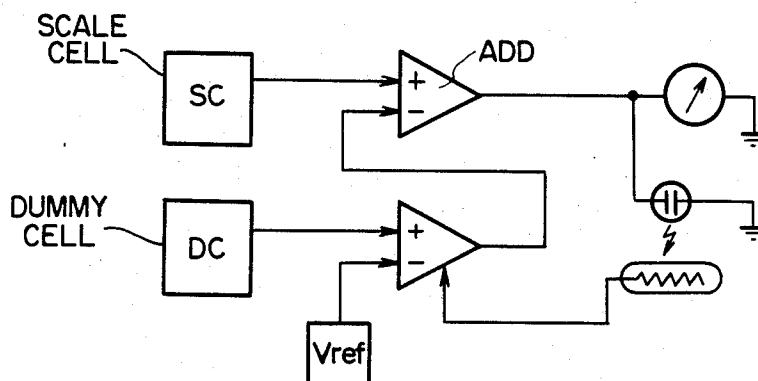 SCALE
CELL
SC
+
−
ADD
DUMMY
CELL
DC
+
−
Vref